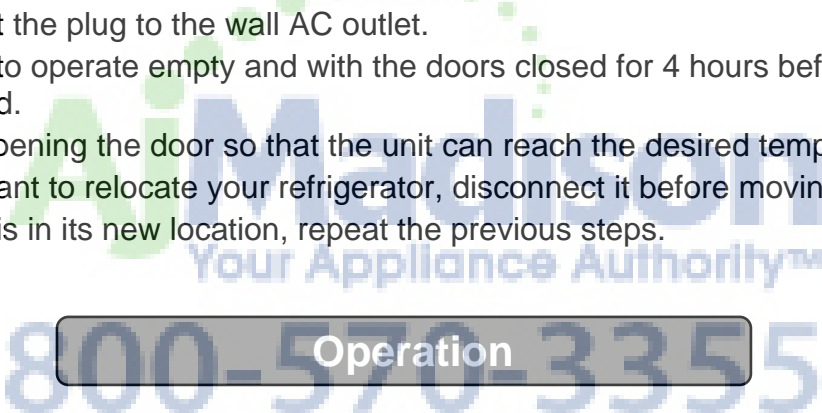 t the plug to the wall AC outlet.
to operate empty and with the doors closed for 4 hours bef
d.
pening the door so that the unit can reach the desired temp
ant to relocate your refrigerator, disconnect it before movin
is in its new location, repeat the previous steps.
AjMadison
Your Appliance Authority™
Operation
800-570-3355